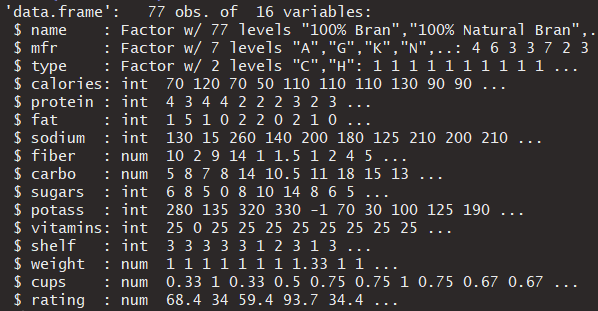 'data.frame':   77 obs. of  16 variables:
 $ name    : Factor w/ 77 levels "100% Bran","100% Natural Bran",..
 $ mfr     : Factor w/ 7 levels "A","G","K","N",..: 4 6 3 3 7 2 3
 $ type    : Factor w/ 2 levels "C","H": 1 1 1 1 1 1 1 1 1 1 ...
 $ calories: int  70 120 70 50 110 110 110 130 90 90 ...
 $ protein : int  4 3 4 4 2 2 2 3 2 3 ...
 $ fat     : int  1 5 1 0 2 2 0 2 1 0 ...
 $ sodium  : int  130 15 260 140 200 180 125 210 200 210 ...
 $ fiber   : num  10 2 9 14 1 1.5 1 2 4 5 ...
 $ carbo   : num  5 8 7 8 14 10.5 11 18 15 13 ...
 $ sugars  : int  6 8 5 0 8 10 14 8 6 5 ...
 $ potass  : int  280 135 320 330 -1 70 30 100 125 190 ...
 $ vitamins: int  25 0 25 25 25 25 25 25 25 25 ...
 $ shelf   : int  3 3 3 3 3 1 2 3 1 3 ...
 $ weight  : num  1 1 1 1 1 1 1 1.33 1 1 ...
 $ cups    : num  0.33 1 0.33 0.5 0.75 0.75 1 0.75 0.67 0.67 ...
 $ rating  : num  68.4 34 59.4 93.7 34.4 ...